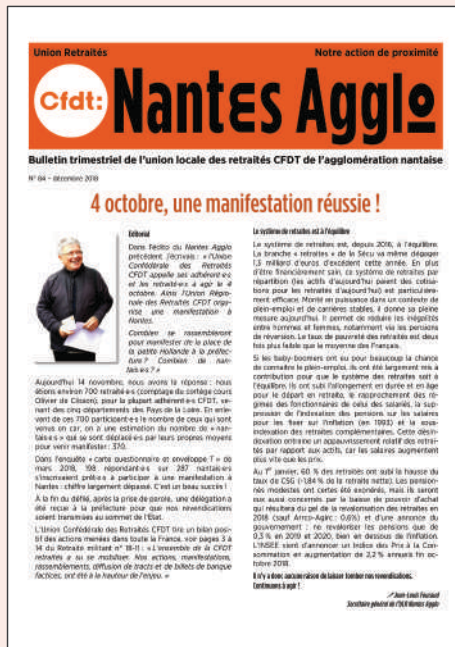 Union Retraités
Notre action de proximité
Cfdt: Nantes Agglo
Bulletin trimestriel de l'union locale des retraités CFDT de l'agglomération nantaise
N° 84 – décembre 2018
4 octobre, une manifestation réussie !
Editorial
Dans l'édito du Nantes Agglo
précédent j'écrivais : « l'Union
Confédérale des Retraités
CFDT appelle ses adhérent·e·s
et les retraité·e·s à agir le 4
octobre. Ainsi l'Union Régio-
nale des Retraités CFDT orga-
nise une manifestation à
Nantes.
Combien se rassembleront
pour manifester de la place de
la petite Hollande à la préfec-
ture ? Combien de nan-
tais·e·s ? »
Aujourd'hui 14 novembre, nous avons la réponse : nous
étions environ 700 retraité·e·s (comptage du cortège cours
Olivier de Clisson), pour la plupart adhérent·e·s CFDT, ve-
nant des cinq départements des Pays de la Loire. En enle-
vant de ces 700 participant·e·s le nombre de ceux qui sont
venus en car, on a une estimation du nombre de « nan-
tais·e·s » qui se sont déplacé·e·s par leurs propres moyens
pour venir manifester : 370.
Dans l'enquête « carte questionnaire et enveloppe T » de
mars 2018, 198 répondant·e·s sur 287 nantais·e·s
s'inscrivaient prêt·e·s à participer à une manifestation à
Nantes : chiffre largement dépassé. C'est un beau succès !
À la fin du défilé, après la prise de parole, une délégation a
été reçue à la préfecture pour que nos revendications
soient transmises au sommet de l'État.
L'Union Confédérale des Retraités CFDT tire un bilan posi-
tif des actions menées dans toute la France, voir pages 3 à
14 du Retraite militant n° 18-11 : « L'ensemble de la CFDT
retraités a su se mobiliser. Nos actions, manifestations,
rassemblements, diffusion de tracts et de billets de banque
factices, ont été à la hauteur de l'enjeu. »
Le système de retraites est à l'équilibre
Le système de retraites est, depuis 2016, à l'équilibre.
La branche « retraites » de la Sécu va même dégager
1,3 milliard d'euros d'excédent cette année. En plus
d'être financièrement sain, ce système de retraites par
répartition (les actifs d'aujourd'hui paient des cotisa-
tions pour les retraités d'aujourd'hui) est particulière-
ment efficace. Monté en puissance dans un contexte de
plein-emploi et de carrières stables, il donne sa pleine
mesure aujourd'hui. Il permet de réduire les inégalités
entre hommes et femmes, notamment via les pensions
de réversion. Le taux de pauvreté des retraités est deux
fois plus faible que la moyenne des Français.
Si les baby-boomers ont eu pour beaucoup la chance
de connaître le plein-emploi, ils ont été largement mis à
contribution pour que le système des retraites soit à
l'équilibre. Ils ont subi l'allongement en durée et en âge
pour le départ en retraite, le rapprochement des ré-
gimes des fonctionnaires de celui des salariés, la sup-
pression de l'indexation des pensions sur les salaires
pour les fixer sur l'inflation (en 1993) et la sous-
indexation des retraites complémentaires. Cette désin-
dexation entraine un appauvrissement relatif des retrai-
tés par rapport aux actifs, car les salaires augmentent
plus vite que les prix.
Au 1er janvier, 60 % des retraités ont subi la hausse du
taux de CSG (-1,84 % de la retraite nette). Les pension-
nés modestes ont certes été exonérés, mais ils seront
eux aussi concernés par la baisse de pouvoir d'achat
qui résultera du gel de la revalorisation des retraites en
2018 (sauf Arrco-Agirc : 0,6%) et d'une annonce du
gouvernement de ne revaloriser les pensions que de
0,3 % en 2019 et 2020, bien en dessous de l'inflation.
L'INSEE vient d'annoncer un Indice des Prix à la Con-
sommation en augmentation de 2,2 % annuels fin oc-
tobre 2018.
Il n'y a donc aucune raison de laisser tomber nos revendications.
Continuons à agir !
Jean-Louis
Secrétaire général de l'ULR Nantes Agglo